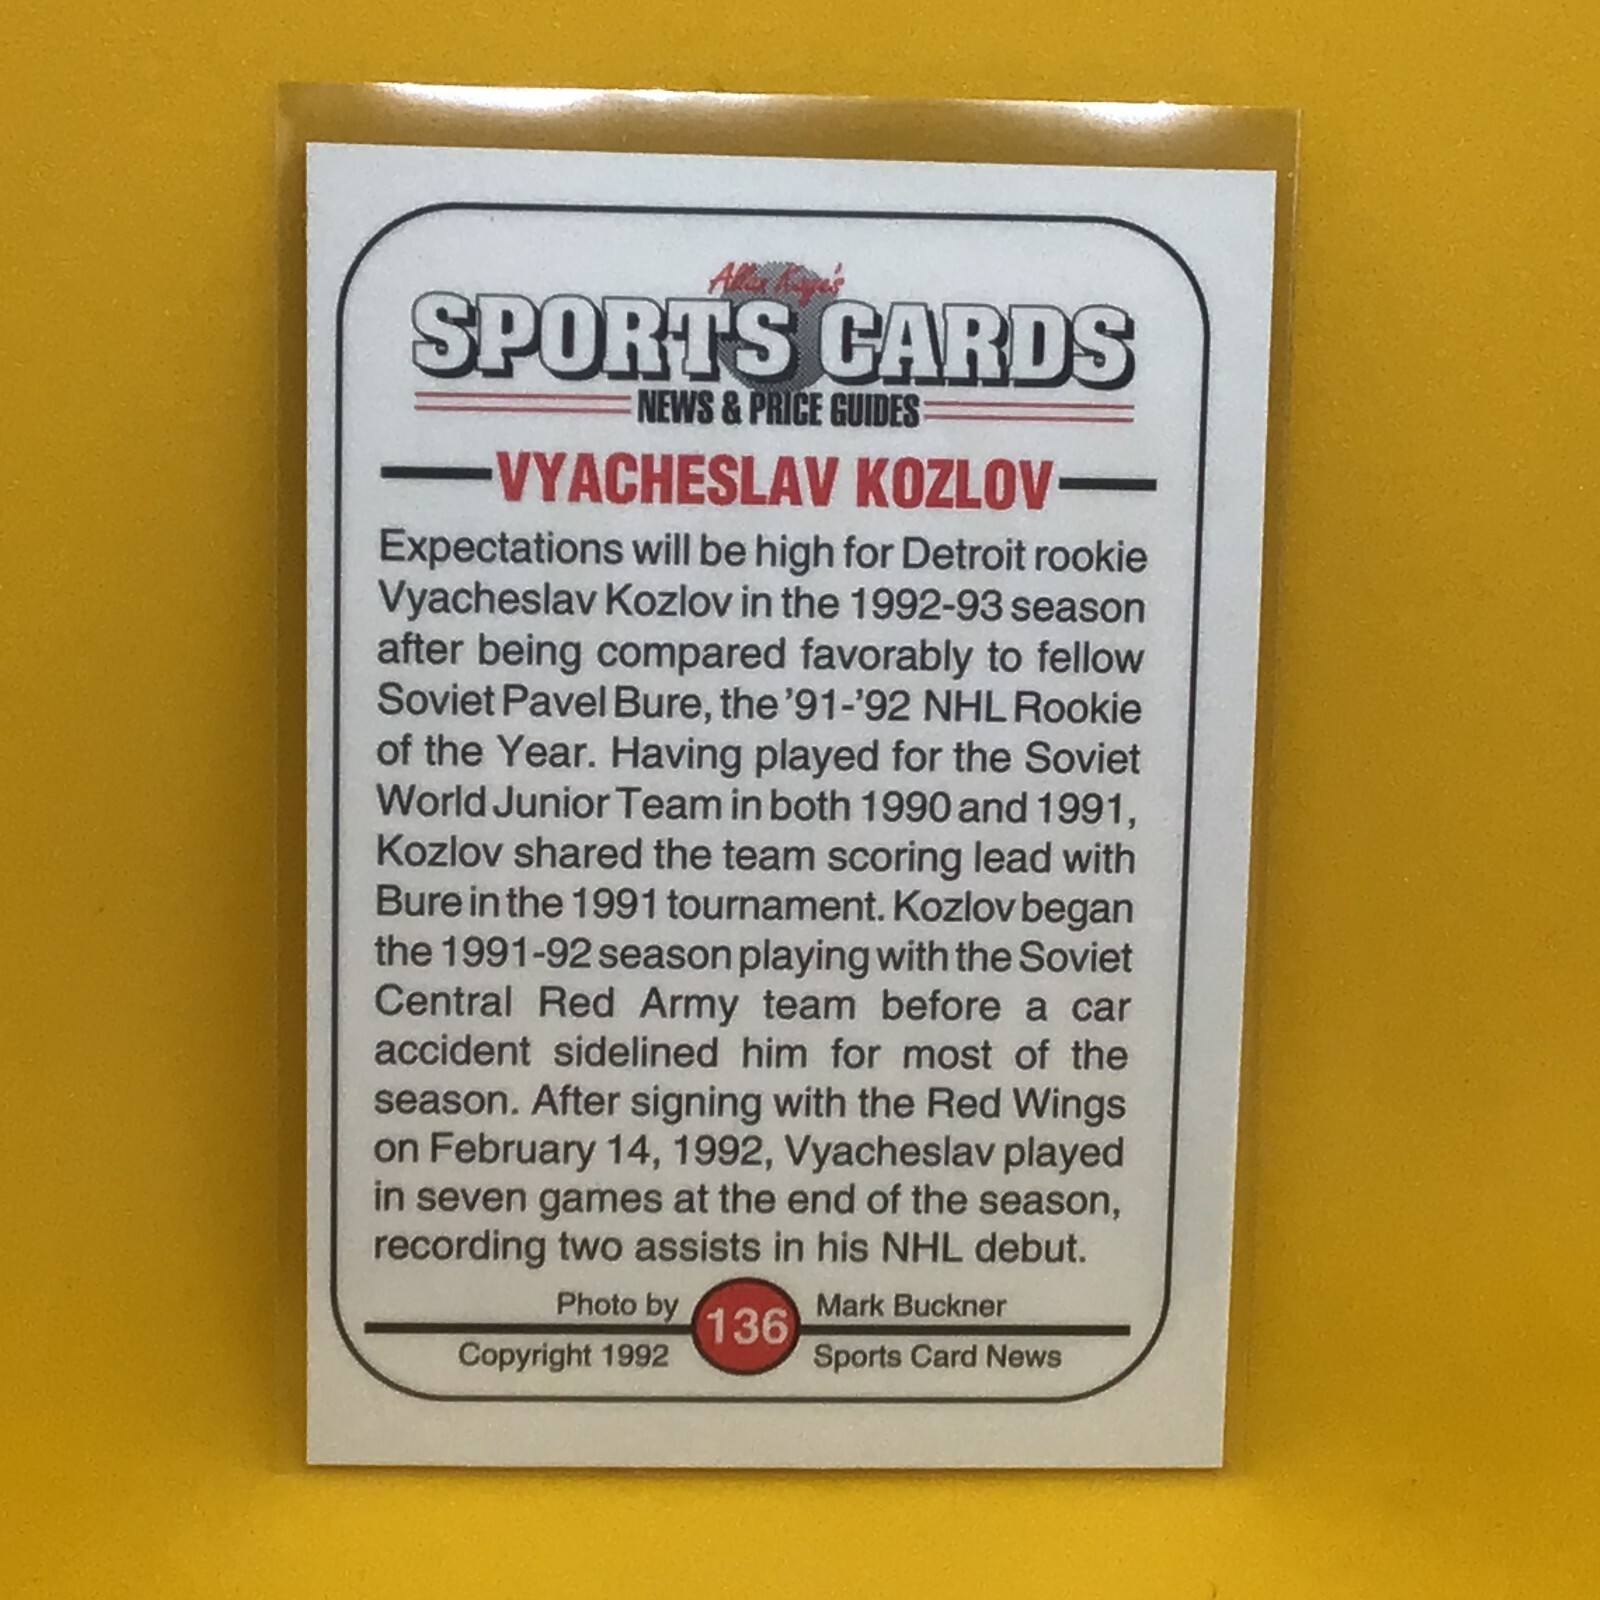 Allan Kaye's
SPORTS CARDS
NEWS & PRICE GUIDES
VYACHESLAV KOZLOV
Expectations will be high for Detroit rookie
Vyacheslav Kozlov in the 1992-93 season
after being compared favorably to fellow
Soviet Pavel Bure, the '91-'92 NHL Rookie
of the Year. Having played for the Soviet
World Junior Team in both 1990 and 1991,
Kozlov shared the team scoring lead with
Bure in the 1991 tournament. Kozlov began
the 1991-92 season playing with the Soviet
Central Red Army team before a car
accident sidelined him for most of the
season. After signing with the Red Wings
on February 14, 1992, Vyacheslav played
in seven games at the end of the season,
recording two assists in his NHL debut.
Photo by 136 Mark Buckner
Copyright 1992 Sports Card News